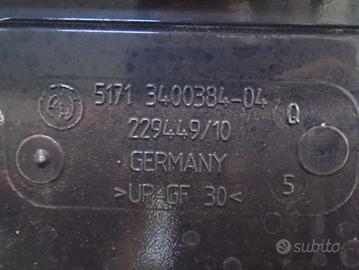 5171 3400384-04
Q
229449/10
GERMANY
>UP-GF 30<
5
subito